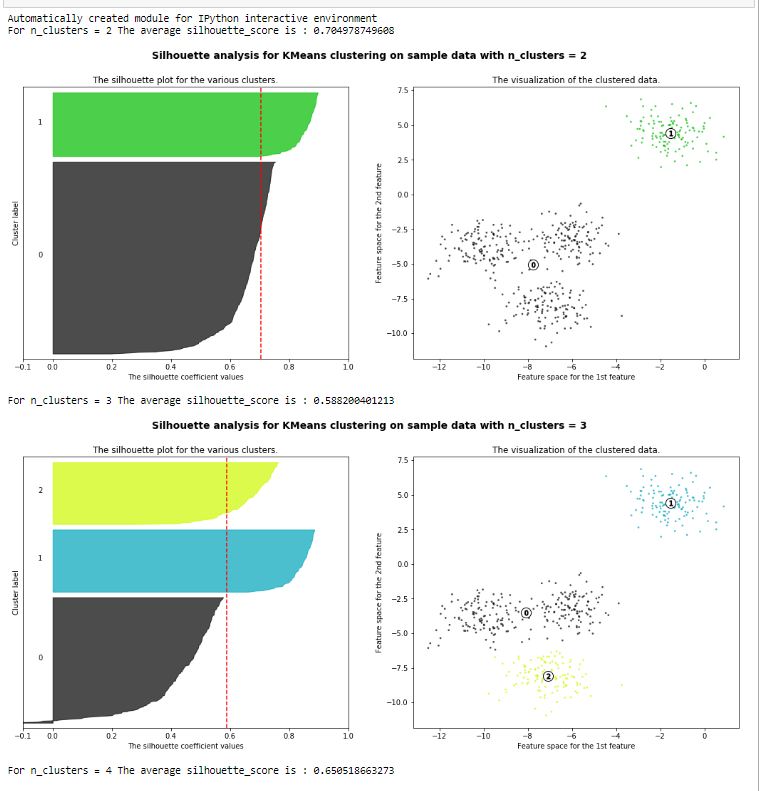 Automatically created module for IPython interactive environment
For n_clusters = 2 The average silhouette_score is : 0.704978749608
Silhouette analysis for KMeans clustering on sample data with n_clusters = 2
The silhouette plot for the various clusters.
1
0
Cluster label
−0.1 0.0 0.2 0.4 0.6 0.8 1.0
The silhouette coefficient values
The visualization of the clustered data.
7.5
5.0
2.5
0.0
−2.5
−5.0
−7.5
−10.0
Feature space for the 2nd feature
1
0
−12 −10 −8 −6 −4 −2 0
Feature space for the 1st feature
For n_clusters = 3 The average silhouette_score is : 0.588200401213
Silhouette analysis for KMeans clustering on sample data with n_clusters = 3
The silhouette plot for the various clusters.
2
1
0
Cluster label
−0.1 0.0 0.2 0.4 0.6 0.8 1.0
The silhouette coefficient values
The visualization of the clustered data.
7.5
5.0
2.5
0.0
−2.5
−5.0
−7.5
−10.0
Feature space for the 2nd feature
1
0
2
−12 −10 −8 −6 −4 −2 0
Feature space for the 1st feature
For n_clusters = 4 The average silhouette_score is : 0.650518663273